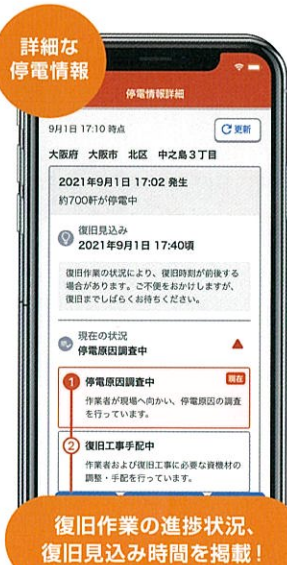 詳細な
停電情報
停電情報詳細
9月1日 17:10 時点
更新
大阪府 大阪市 北区 中之島3丁目
2021年9月1日 17:02 発生
約700軒が停電中
復旧見込み
2021年9月1日 17:40頃
復旧作業の状況により、復旧時刻が前後する
場合があります。ご不便をおかけしますが、
復旧までしばらくお待ちください。
現在の状況
停電原因調査中
1 停電原因調査中 現在
作業者が現場へ向かい、停電原因の調査
を行っています。
2 復旧工事手配中
作業者および復旧工事に必要な資機材の
調整・手配を行っています。
復旧作業の進捗状況、
復旧見込み時間を掲載!